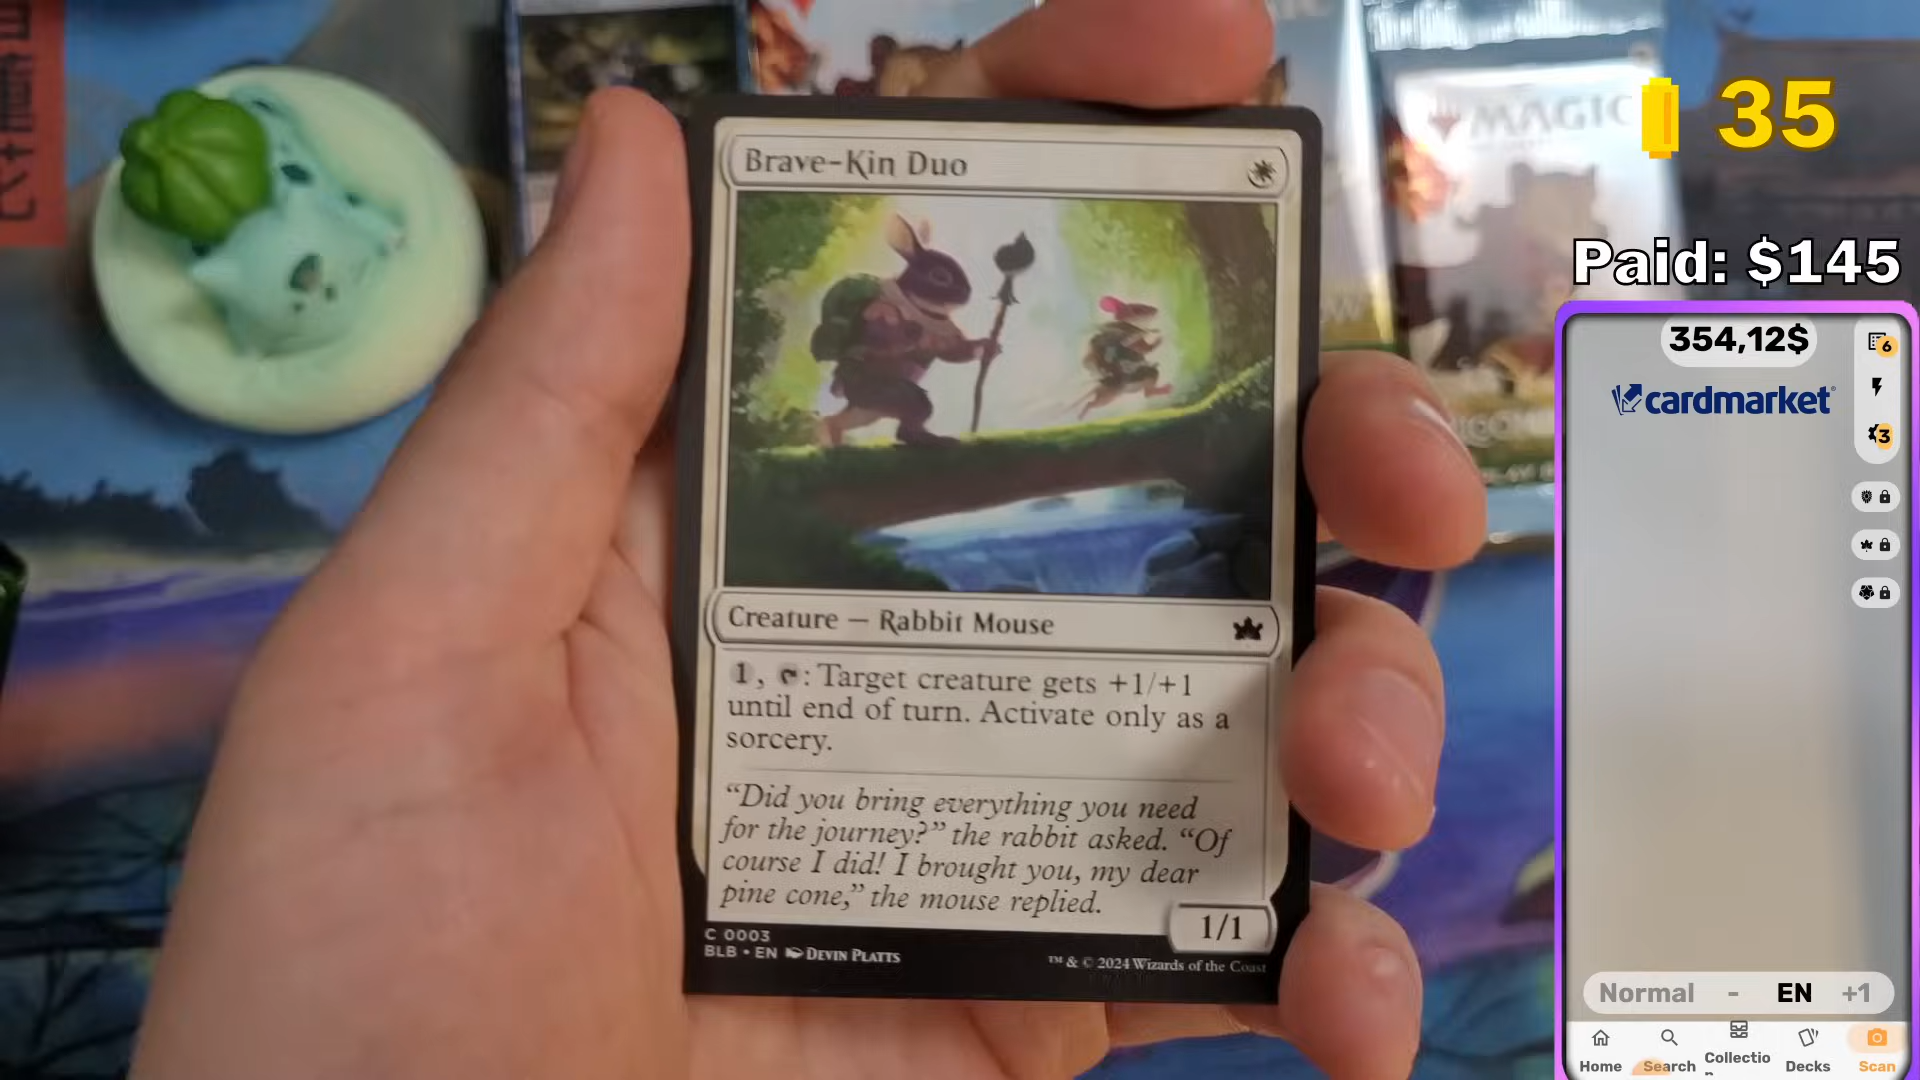 MAGIC
35
Paid: $145
Brave-Kin Duo
Creature — Rabbit Mouse
1, : Target creature gets +1/+1
until end of turn. Activate only as a
sorcery.
“Did you bring everything you need
for the journey?” the rabbit asked. “Of
course I did! I brought you, my dear
pine cone,” the mouse replied.
1/1
C 0003
BLB • EN DEVIN PLATTS
™ & © 2024 Wizards of the Coast
354,12$
6
cardmarket
3
Normal - EN +1
Home Search Collectio
n Decks Scan